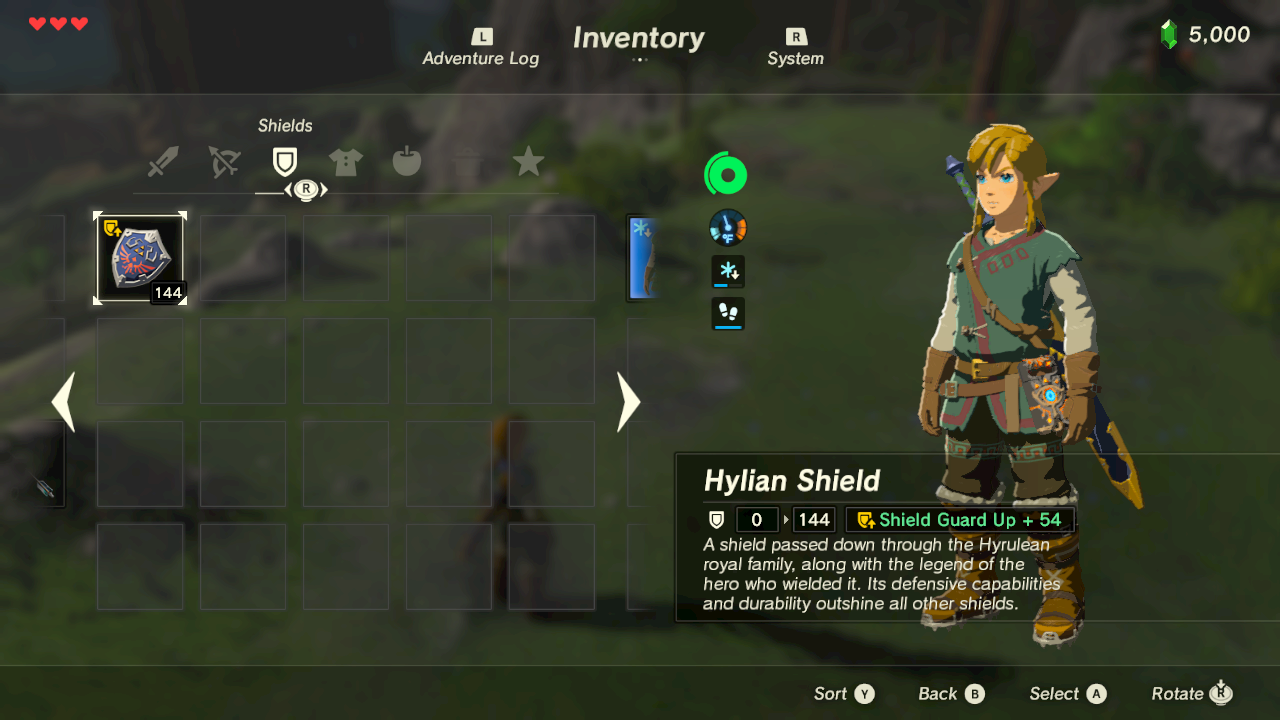 L
Adventure Log
Inventory
R
System
5,000
Shields
R
144
°F
Hylian Shield
0 144 Shield Guard Up + 54
A shield passed down through the Hyrulean
royal family, along with the legend of the
hero who wielded it. Its defensive capabilities
and durability outshine all other shields.
Sort Y Back B Select A Rotate R